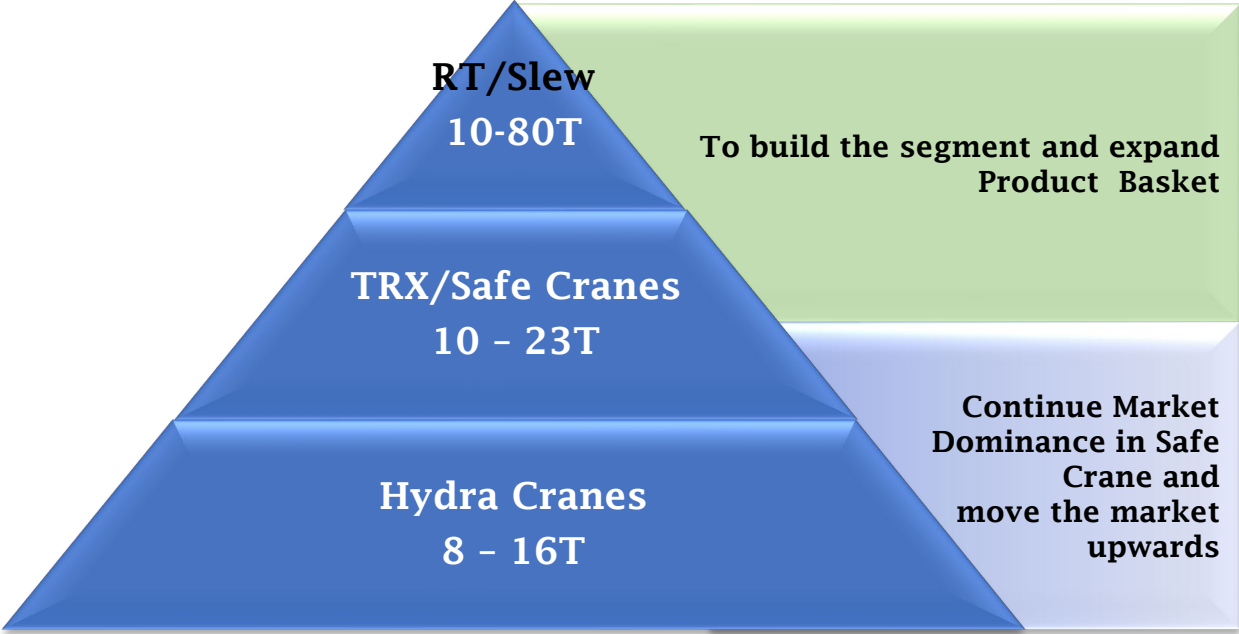 RT/Slew
10-80T
To build the segment and expand
Product Basket
TRX/Safe Cranes
10 – 23T
Continue Market
Dominance in Safe
Crane and
move the market
upwards
Hydra Cranes
8 – 16T